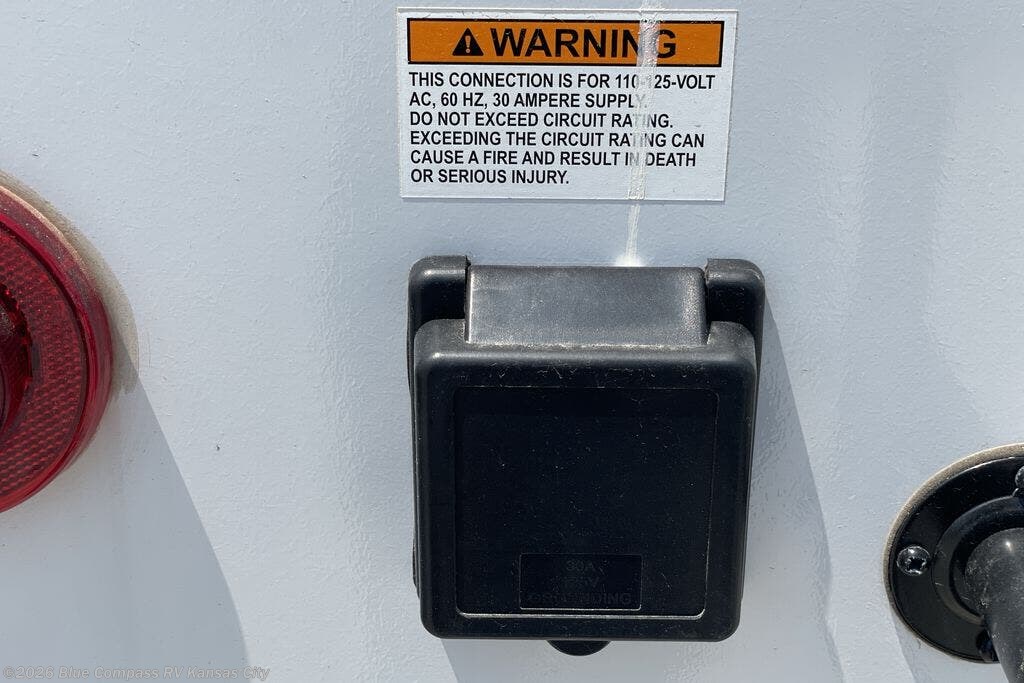 WARNING
THIS CONNECTION IS FOR 110-125-VOLT
AC, 60 HZ, 30 AMPERE SUPPLY.
DO NOT EXCEED CIRCUIT RATING.
EXCEEDING THE CIRCUIT RATING CAN
CAUSE A FIRE AND RESULT IN DEATH
OR SERIOUS INJURY.
30A
GROUNDING
©2026 Blue Compass RV Kansas City